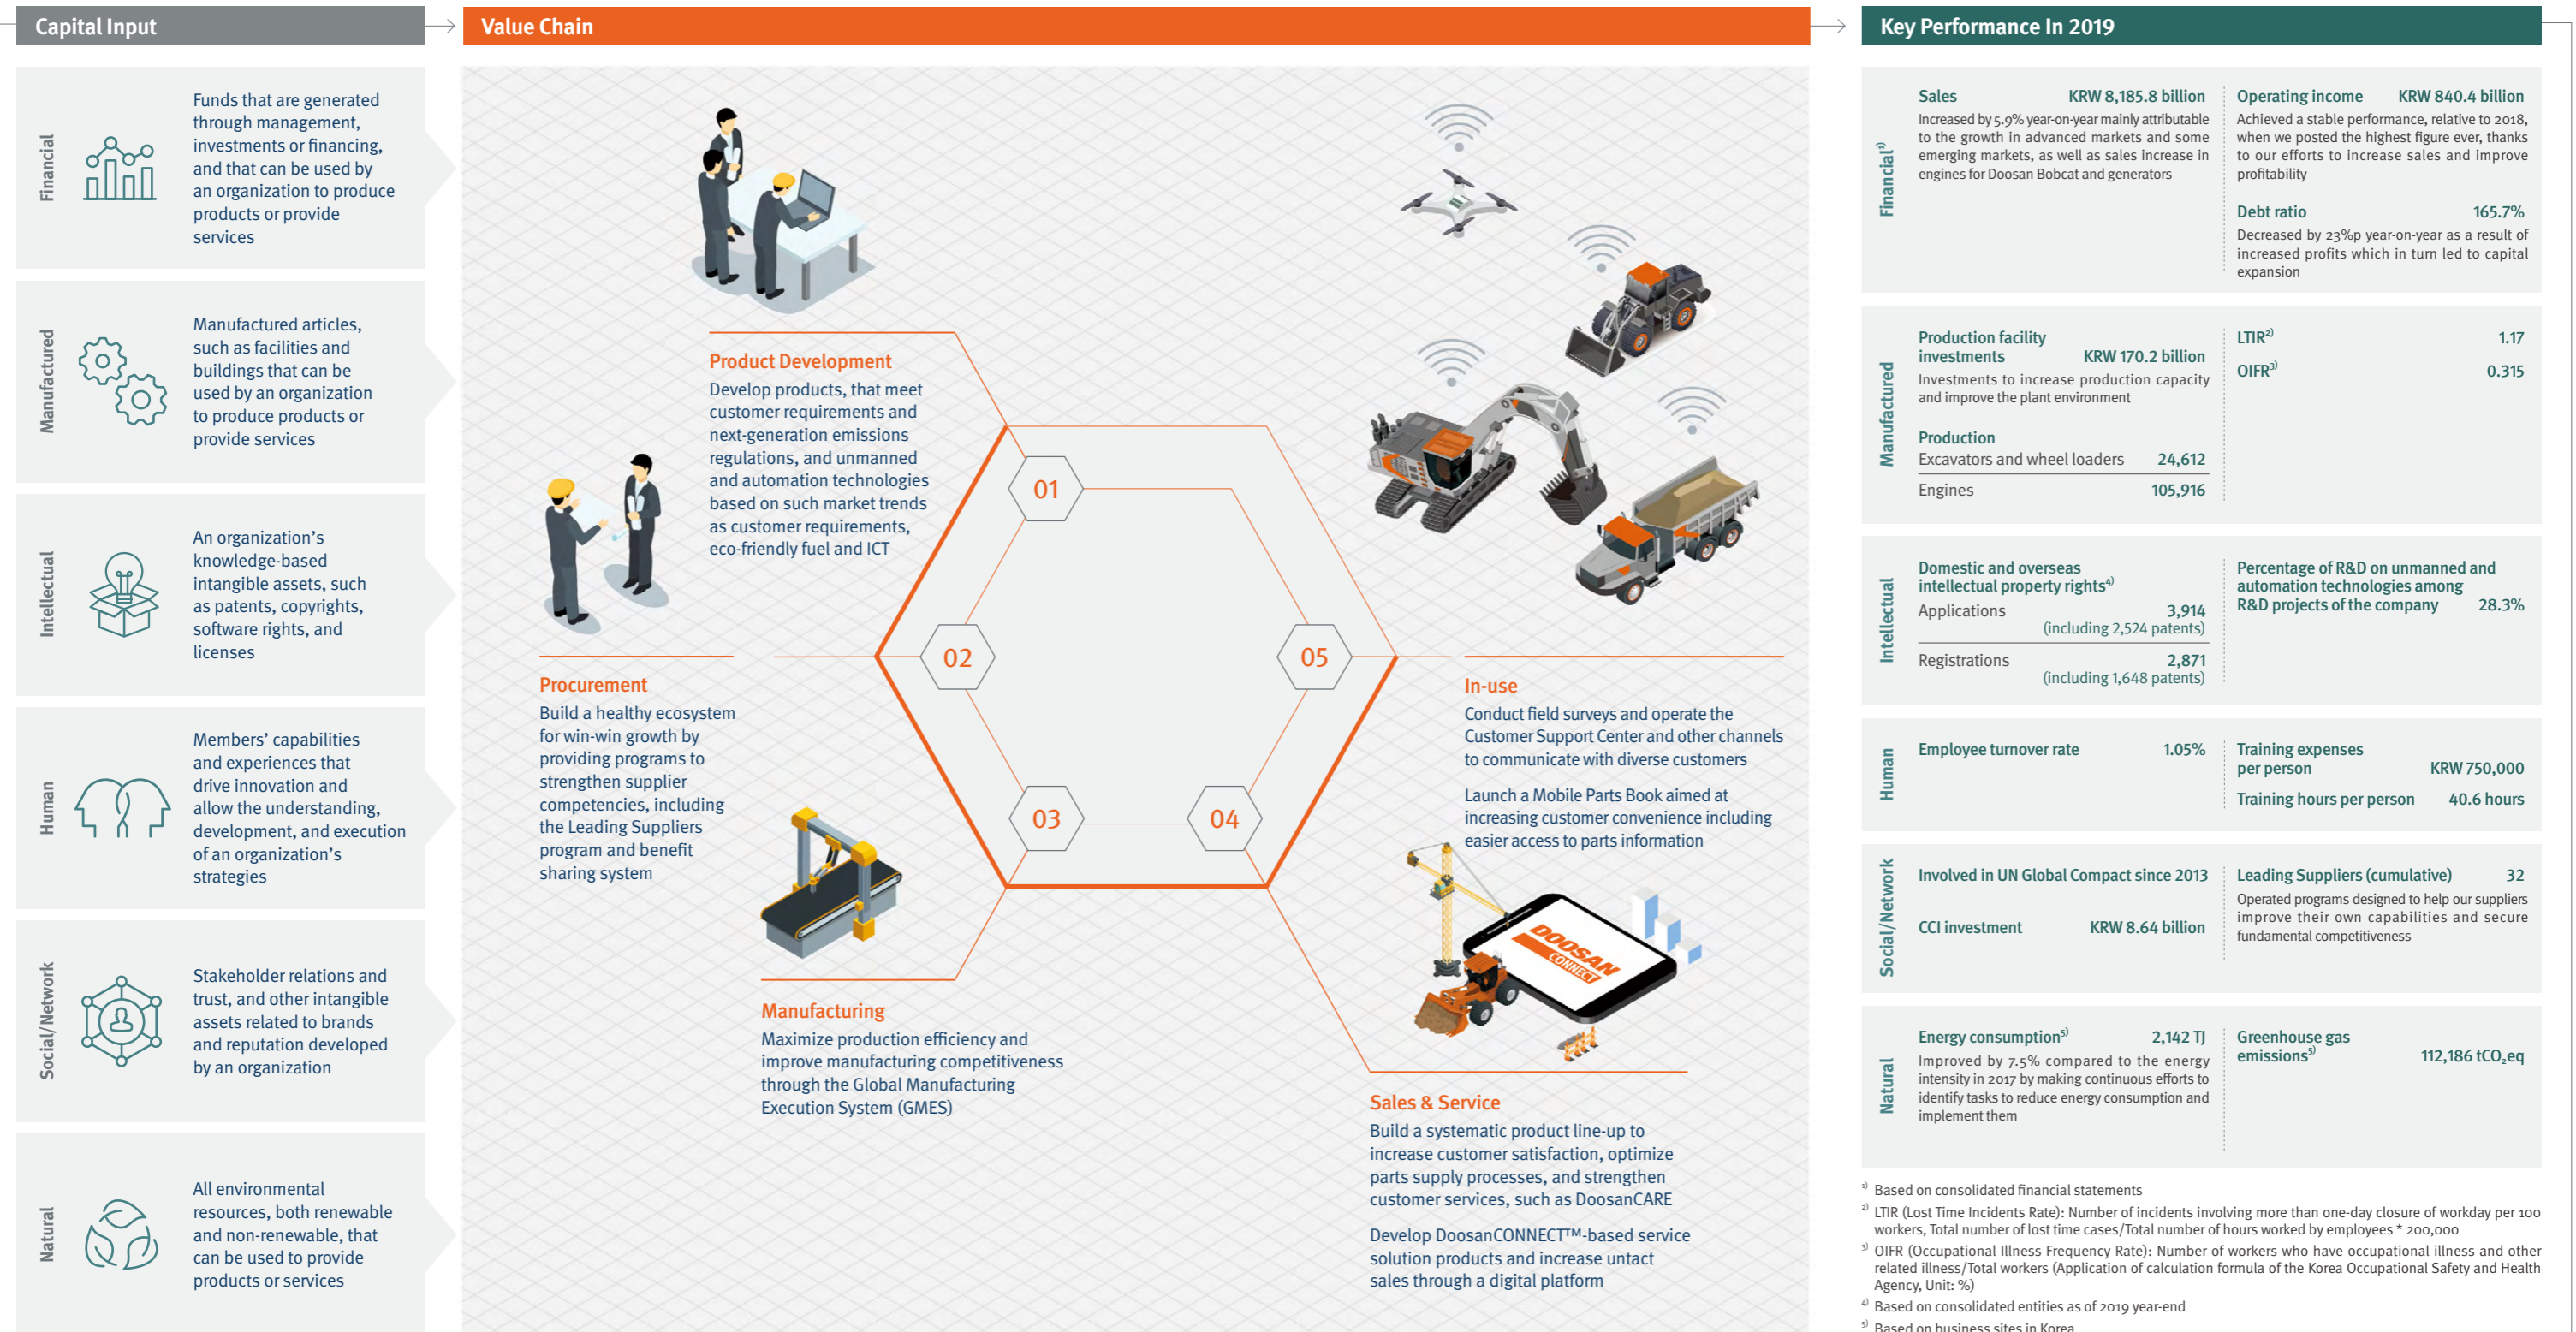 Capital Input
Financial
Funds that are generated
through management,
investments or financing,
and that can be used by
an organization to produce
products or provide
services
Manufactured
Manufactured articles,
such as facilities and
buildings that can be
used by an organization
to produce products or
provide services
Intellectual
An organization’s
knowledge-based
intangible assets, such
as patents, copyrights,
software rights, and
licenses
Human
Members’ capabilities
and experiences that
drive innovation and
allow the understanding,
development, and execution
of an organization’s
strategies
Social/Network
Stakeholder relations and
trust, and other intangible
assets related to brands
and reputation developed
by an organization
Natural
All environmental
resources, both renewable
and non-renewable, that
can be used to provide
products or services
Value Chain
01
Product Development
Develop products, that meet
customer requirements and
next-generation emissions
regulations, and unmanned
and automation technologies
based on such market trends
as customer requirements,
eco-friendly fuel and ICT
02
Procurement
Build a healthy ecosystem
for win-win growth by
providing programs to
strengthen supplier
competencies, including
the Leading Suppliers
program and benefit
sharing system
03
Manufacturing
Maximize production efficiency and
improve manufacturing competitiveness
through the Global Manufacturing
Execution System (GMES)
04
Sales & Service
Build a systematic product line-up to
increase customer satisfaction, optimize
parts supply processes, and strengthen
customer services, such as DoosanCARE
Develop DoosanCONNECT™-based service
solution products and increase untact
sales through a digital platform
05
In-use
Conduct field surveys and operate the
Customer Support Center and other channels
to communicate with diverse customers
Launch a Mobile Parts Book aimed at
increasing customer convenience including
easier access to parts information
DOOSAN
CONNECT
Key Performance In 2019
Financial¹⁾
Sales KRW 8,185.8 billion
Increased by 5.9% year-on-year mainly attributable
to the growth in advanced markets and some
emerging markets, as well as sales increase in
engines for Doosan Bobcat and generators
Operating income KRW 840.4 billion
Achieved a stable performance, relative to 2018,
when we posted the highest figure ever, thanks
to our efforts to increase sales and improve
profitability
Debt ratio 165.7%
Decreased by 23%p year-on-year as a result of
increased profits which in turn led to capital
expansion
Manufactured
Production facility
investments KRW 170.2 billion
Investments to increase production capacity
and improve the plant environment
Production
Excavators and wheel loaders 24,612
Engines 105,916
LTIR²⁾ 1.17
OIFR³⁾ 0.315
Intellectual
Domestic and overseas
intellectual property rights⁴⁾
Applications 3,914
(including 2,524 patents)
Registrations 2,871
(including 1,648 patents)
Percentage of R&D on unmanned and
automation technologies among
R&D projects of the company 28.3%
Human
Employee turnover rate 1.05%
Training expenses
per person KRW 750,000
Training hours per person 40.6 hours
Social/Network
Involved in UN Global Compact since 2013
CCI investment KRW 8.64 billion
Leading Suppliers (cumulative) 32
Operated programs designed to help our suppliers
improve their own capabilities and secure
fundamental competitiveness
Natural
Energy consumption⁵⁾ 2,142 TJ
Improved by 7.5% compared to the energy
intensity in 2017 by making continuous efforts to
identify tasks to reduce energy consumption and
implement them
Greenhouse gas
emissions⁵⁾ 112,186 tCO₂eq
¹⁾ Based on consolidated financial statements
²⁾ LTIR (Lost Time Incidents Rate): Number of incidents involving more than one-day closure of workday per 100
workers, Total number of lost time cases/Total number of hours worked by employees * 200,000
³⁾ OIFR (Occupational Illness Frequency Rate): Number of workers who have occupational illness and other
related illness/Total workers (Application of calculation formula of the Korea Occupational Safety and Health
Agency, Unit: %)
⁴⁾ Based on consolidated entities as of 2019 year-end
⁵⁾ Based on business sites in Korea